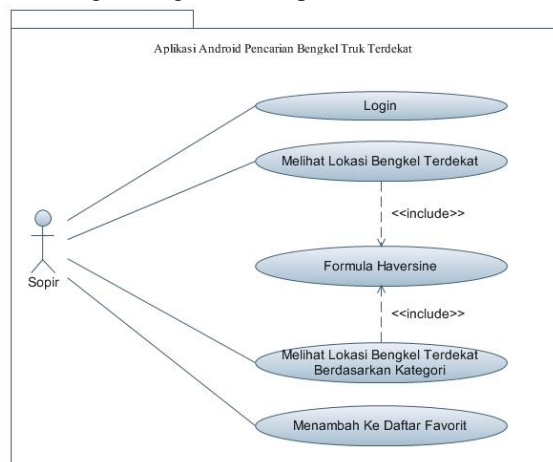 Aplikasi Android Pencarian Bengkel Truk Terdekat
Login
Melihat Lokasi Bengkel Terdekat
<<include>>
Formula Haversine
Sopir
<<include>>
Melihat Lokasi Bengkel Terdekat
Berdasarkan Kategori
Menambah Ke Daftar Favorit